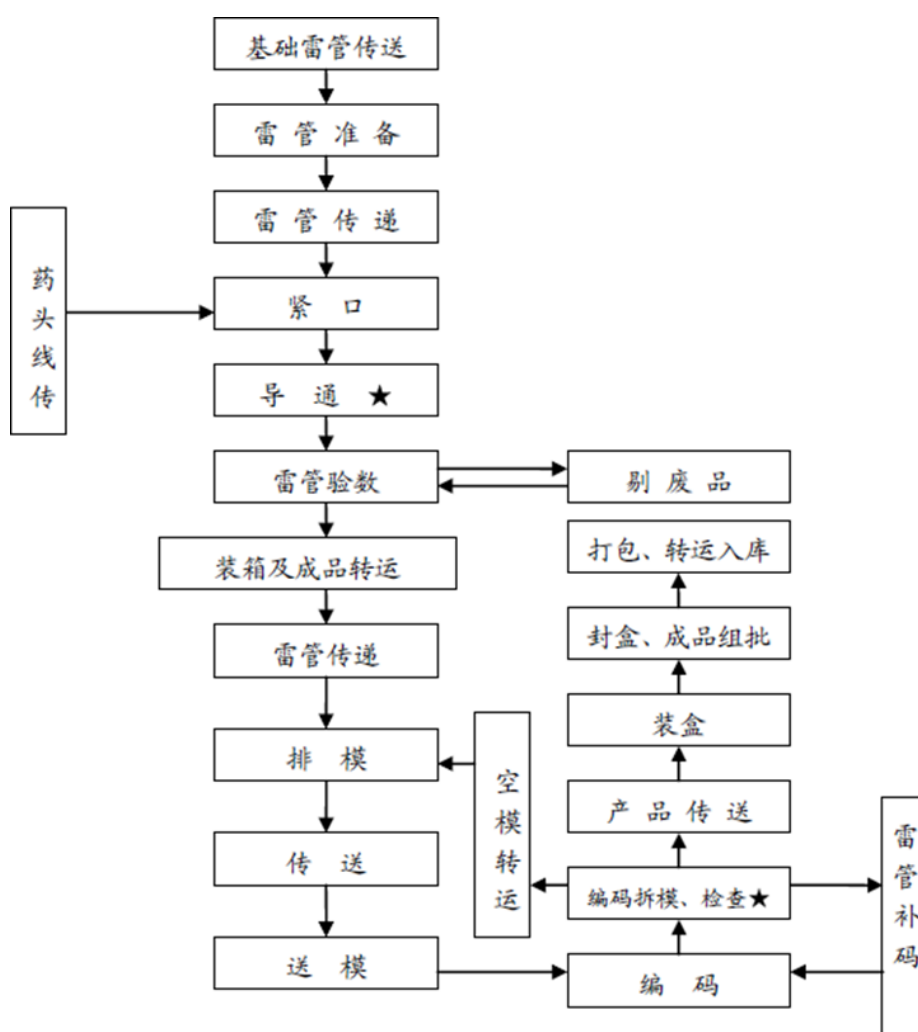 基础雷管传送
雷管准备
雷管传递
药头线传
紧口
导通★
雷管验数
剔废品
装箱及成品转运
雷管传递
排模
传送
送模
空模转运
打包、转运入库
封盒、成品组批
装盒
产品传送
编码拆模、检查★
编码
雷管补码